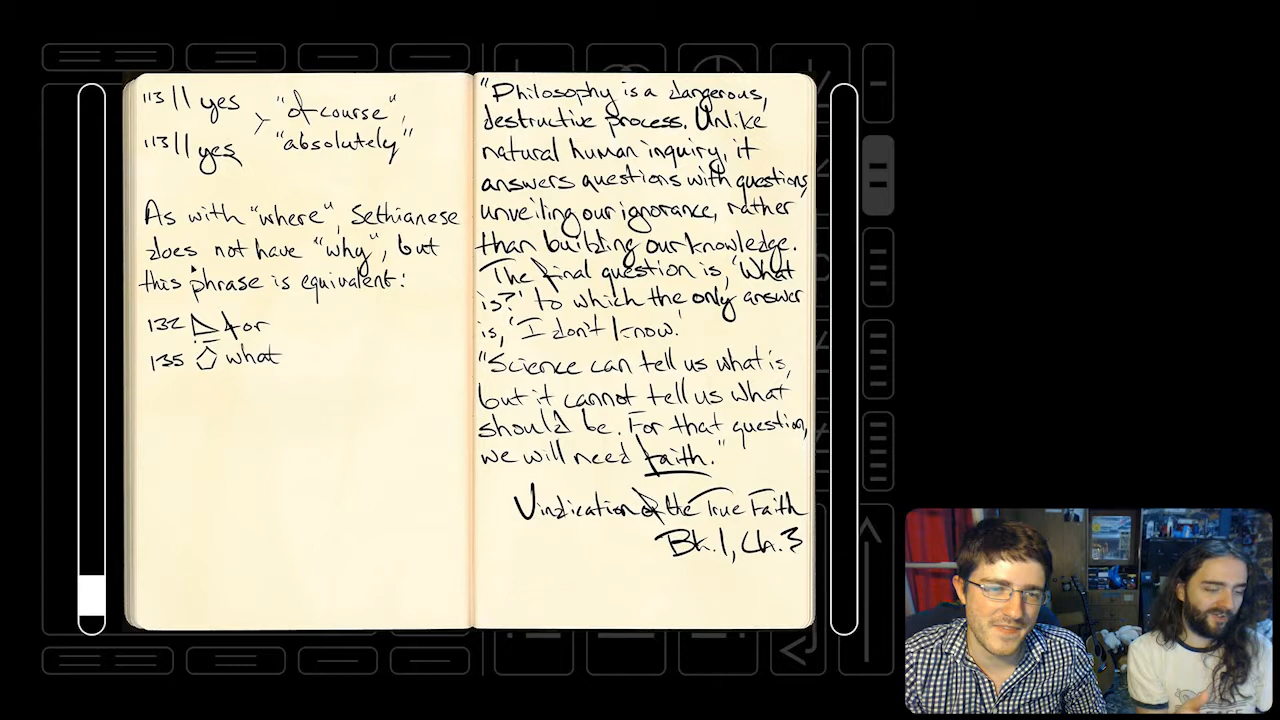 113 || yes
"of course",
113 || yes
"absolutely"
As with "where", Sethianese
does not have "why", but
this phrase is equivalent:
132 for
135 what
"Philosophy is a dangerous,
destructive process. Unlike
natural human inquiry, it
answers questions with questions,
unveiling our ignorance, rather
than building our knowledge.
The final question is, 'What
is?' to which the only answer
is, 'I don't know.'
"Science can tell us what is,
but it cannot tell us what
should be. For that question,
we will need faith."
Vindication of the True Faith
Bk. 1, Ch. 3